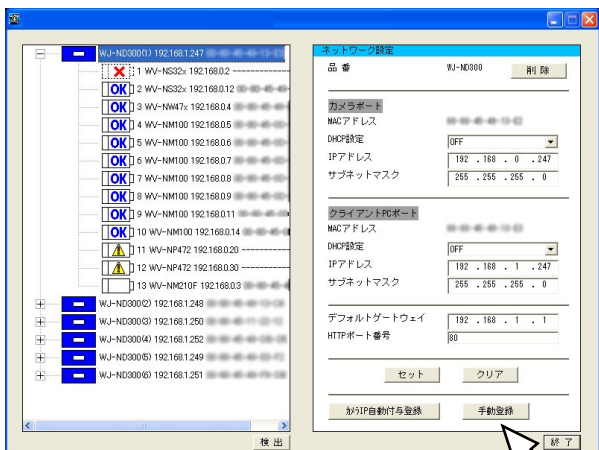 WJ-ND300(1) 192.168.1.247
1 WV-NS32x 192.168.0.2 ------------
OK 2 WV-NS32x 192.168.0.12
OK 3 WV-NW47x 192.168.0.4
OK 4 WV-NM100 192.168.0.5
OK 5 WV-NM100 192.168.0.6
OK 6 WV-NM100 192.168.0.7
OK 7 WV-NM100 192.168.0.8
OK 8 WV-NM100 192.168.0.9
OK 9 WV-NM100 192.168.0.11
OK 10 WV-NM100 192.168.0.14
11 WV-NP472 192.168.0.20 ----------
12 WV-NP472 192.168.0.30 ----------
13 WV-NM210F 192.168.0.3
WJ-ND300(2) 192.168.1.248
WJ-ND300(3) 192.168.1.250
WJ-ND300(4) 192.168.1.252
WJ-ND300(5) 192.168.1.249
WJ-ND300(6) 192.168.1.251
検 出
ネットワーク設定
品 番 WJ-ND300 削 除
カメラポート
MACアドレス
DHCP設定 OFF
IPアドレス 192 . 168 . 0 . 247
サブネットマスク 255 . 255 . 255 . 0
クライアントPCポート
MACアドレス
DHCP設定 OFF
IPアドレス 192 . 168 . 1 . 247
サブネットマスク 255 . 255 . 255 . 0
デフォルトゲートウェイ 192 . 168 . 1 . 1
HTTPポート番号 80
セット クリア
ｶﾒﾗIP自動付与登録 手動登録
終 了